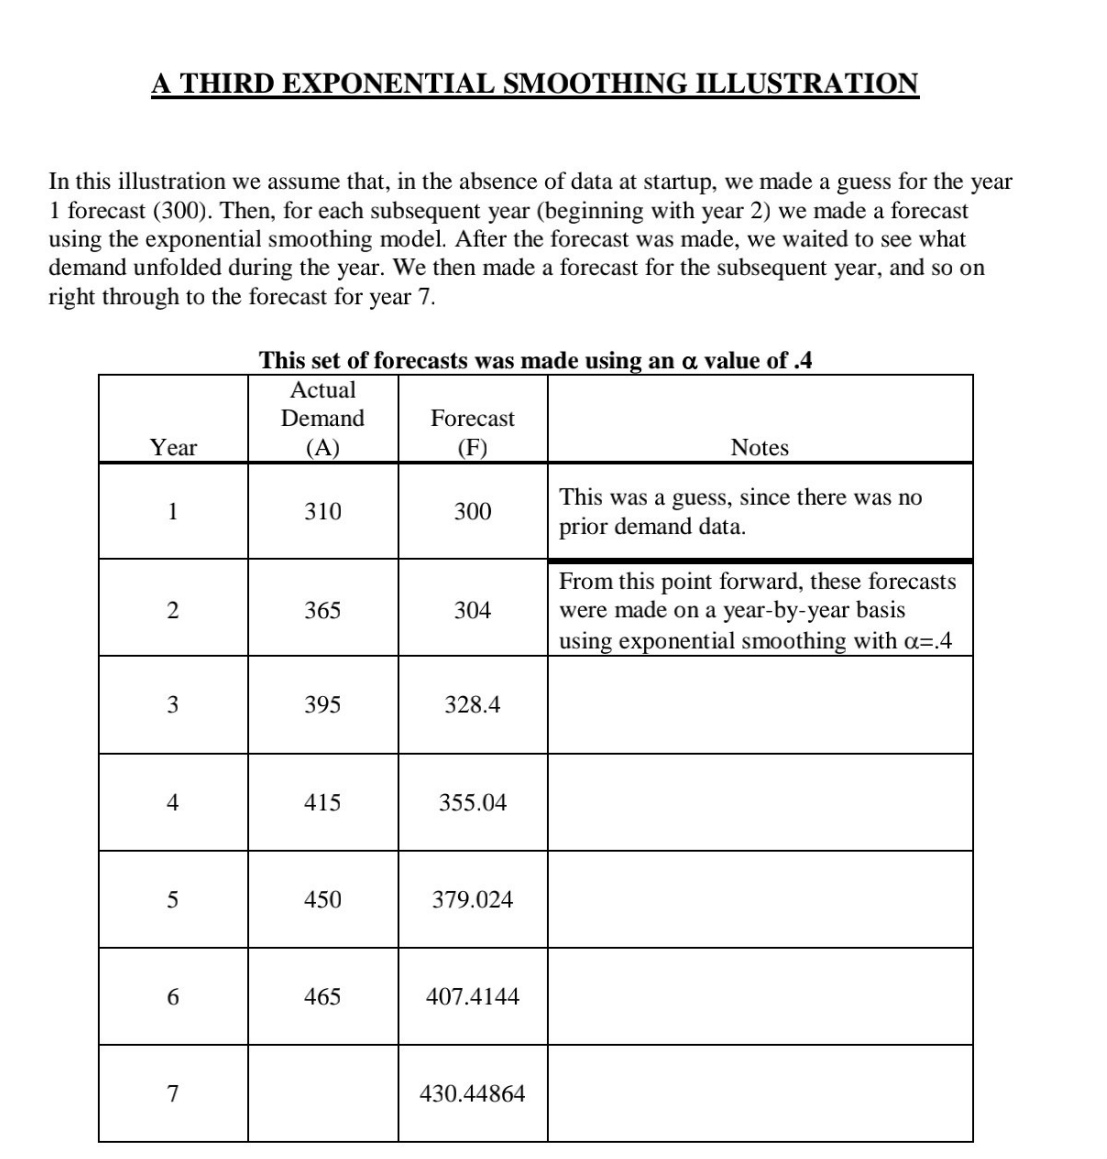 A THIRD EXPONENTIAL SMOOTHING ILLUSTRATION
In this illustration we assume that, in the absence of data at startup, we made a guess for the year
1 forecast (300). Then, for each subsequent year (beginning with year 2) we made a forecast
using the exponential smoothing model. After the forecast was made, we waited to see what
demand unfolded during the year. We then made a forecast for the subsequent year, and so on
right through to the forecast for year 7.
This set of forecasts was made using an α value of .4
Year Actual Demand (A) Forecast (F) Notes
1 310 300 This was a guess, since there was no
prior demand data.
2 365 304 From this point forward, these forecasts
were made on a year-by-year basis
using exponential smoothing with α=.4
3 395 328.4
4 415 355.04
5 450 379.024
6 465 407.4144
7 430.44864